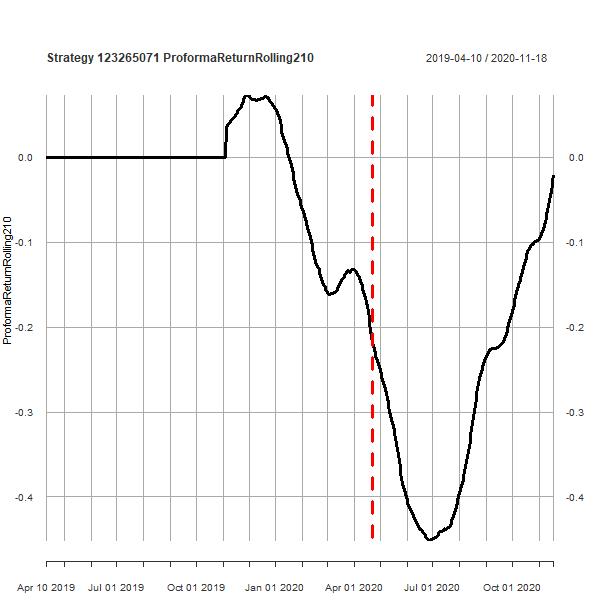 Strategy 123265071 ProformaReturnRolling210
2019-04-10 / 2020-11-18
ProformaReturnRolling210
0.0 0.0
-0.1 -0.1
-0.2 -0.2
-0.3 -0.3
-0.4 -0.4
Apr 10 2019 Jul 01 2019 Oct 01 2019 Jan 01 2020 Apr 01 2020 Jul 01 2020 Oct 01 2020